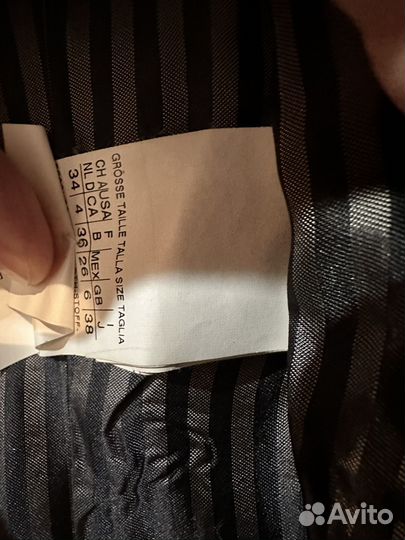 GRÖSSE TAILLE TALLA SIZE TAGLIA
CH A/USA F I
NL D CA B MEX GB J
34 4 36 26 6 38
Avito